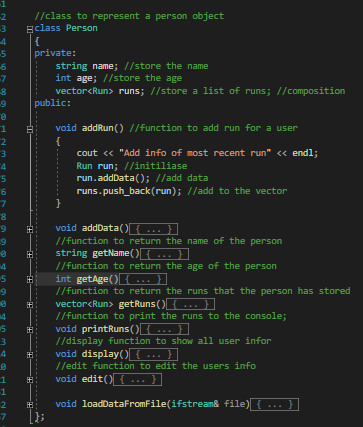 //class to represent a person object
class Person
{
private:
string name; //store the name
int age; //store the age
vector<Run> runs; //store a list of runs; //composition
public:
void addRun() //function to add run for a user
{
cout << "Add info of most recent run" << endl;
Run run; //initiliase
run.addData(); //add data
runs.push_back(run); //add to the vector
}
void addData(){ ... }
//function to return the name of the person
string getName(){ ... }
//function to return the age of the person
int getAge(){ ... }
//function to return the runs that the person has stored
vector<Run> getRuns(){ ... }
//function to print the runs to the console;
void printRuns(){ ... }
//display function to show all user infor
void display(){ ... }
//edit function to edit the users info
void edit(){ ... }
void loadDataFromFile(ifstream& file){ ... }
};